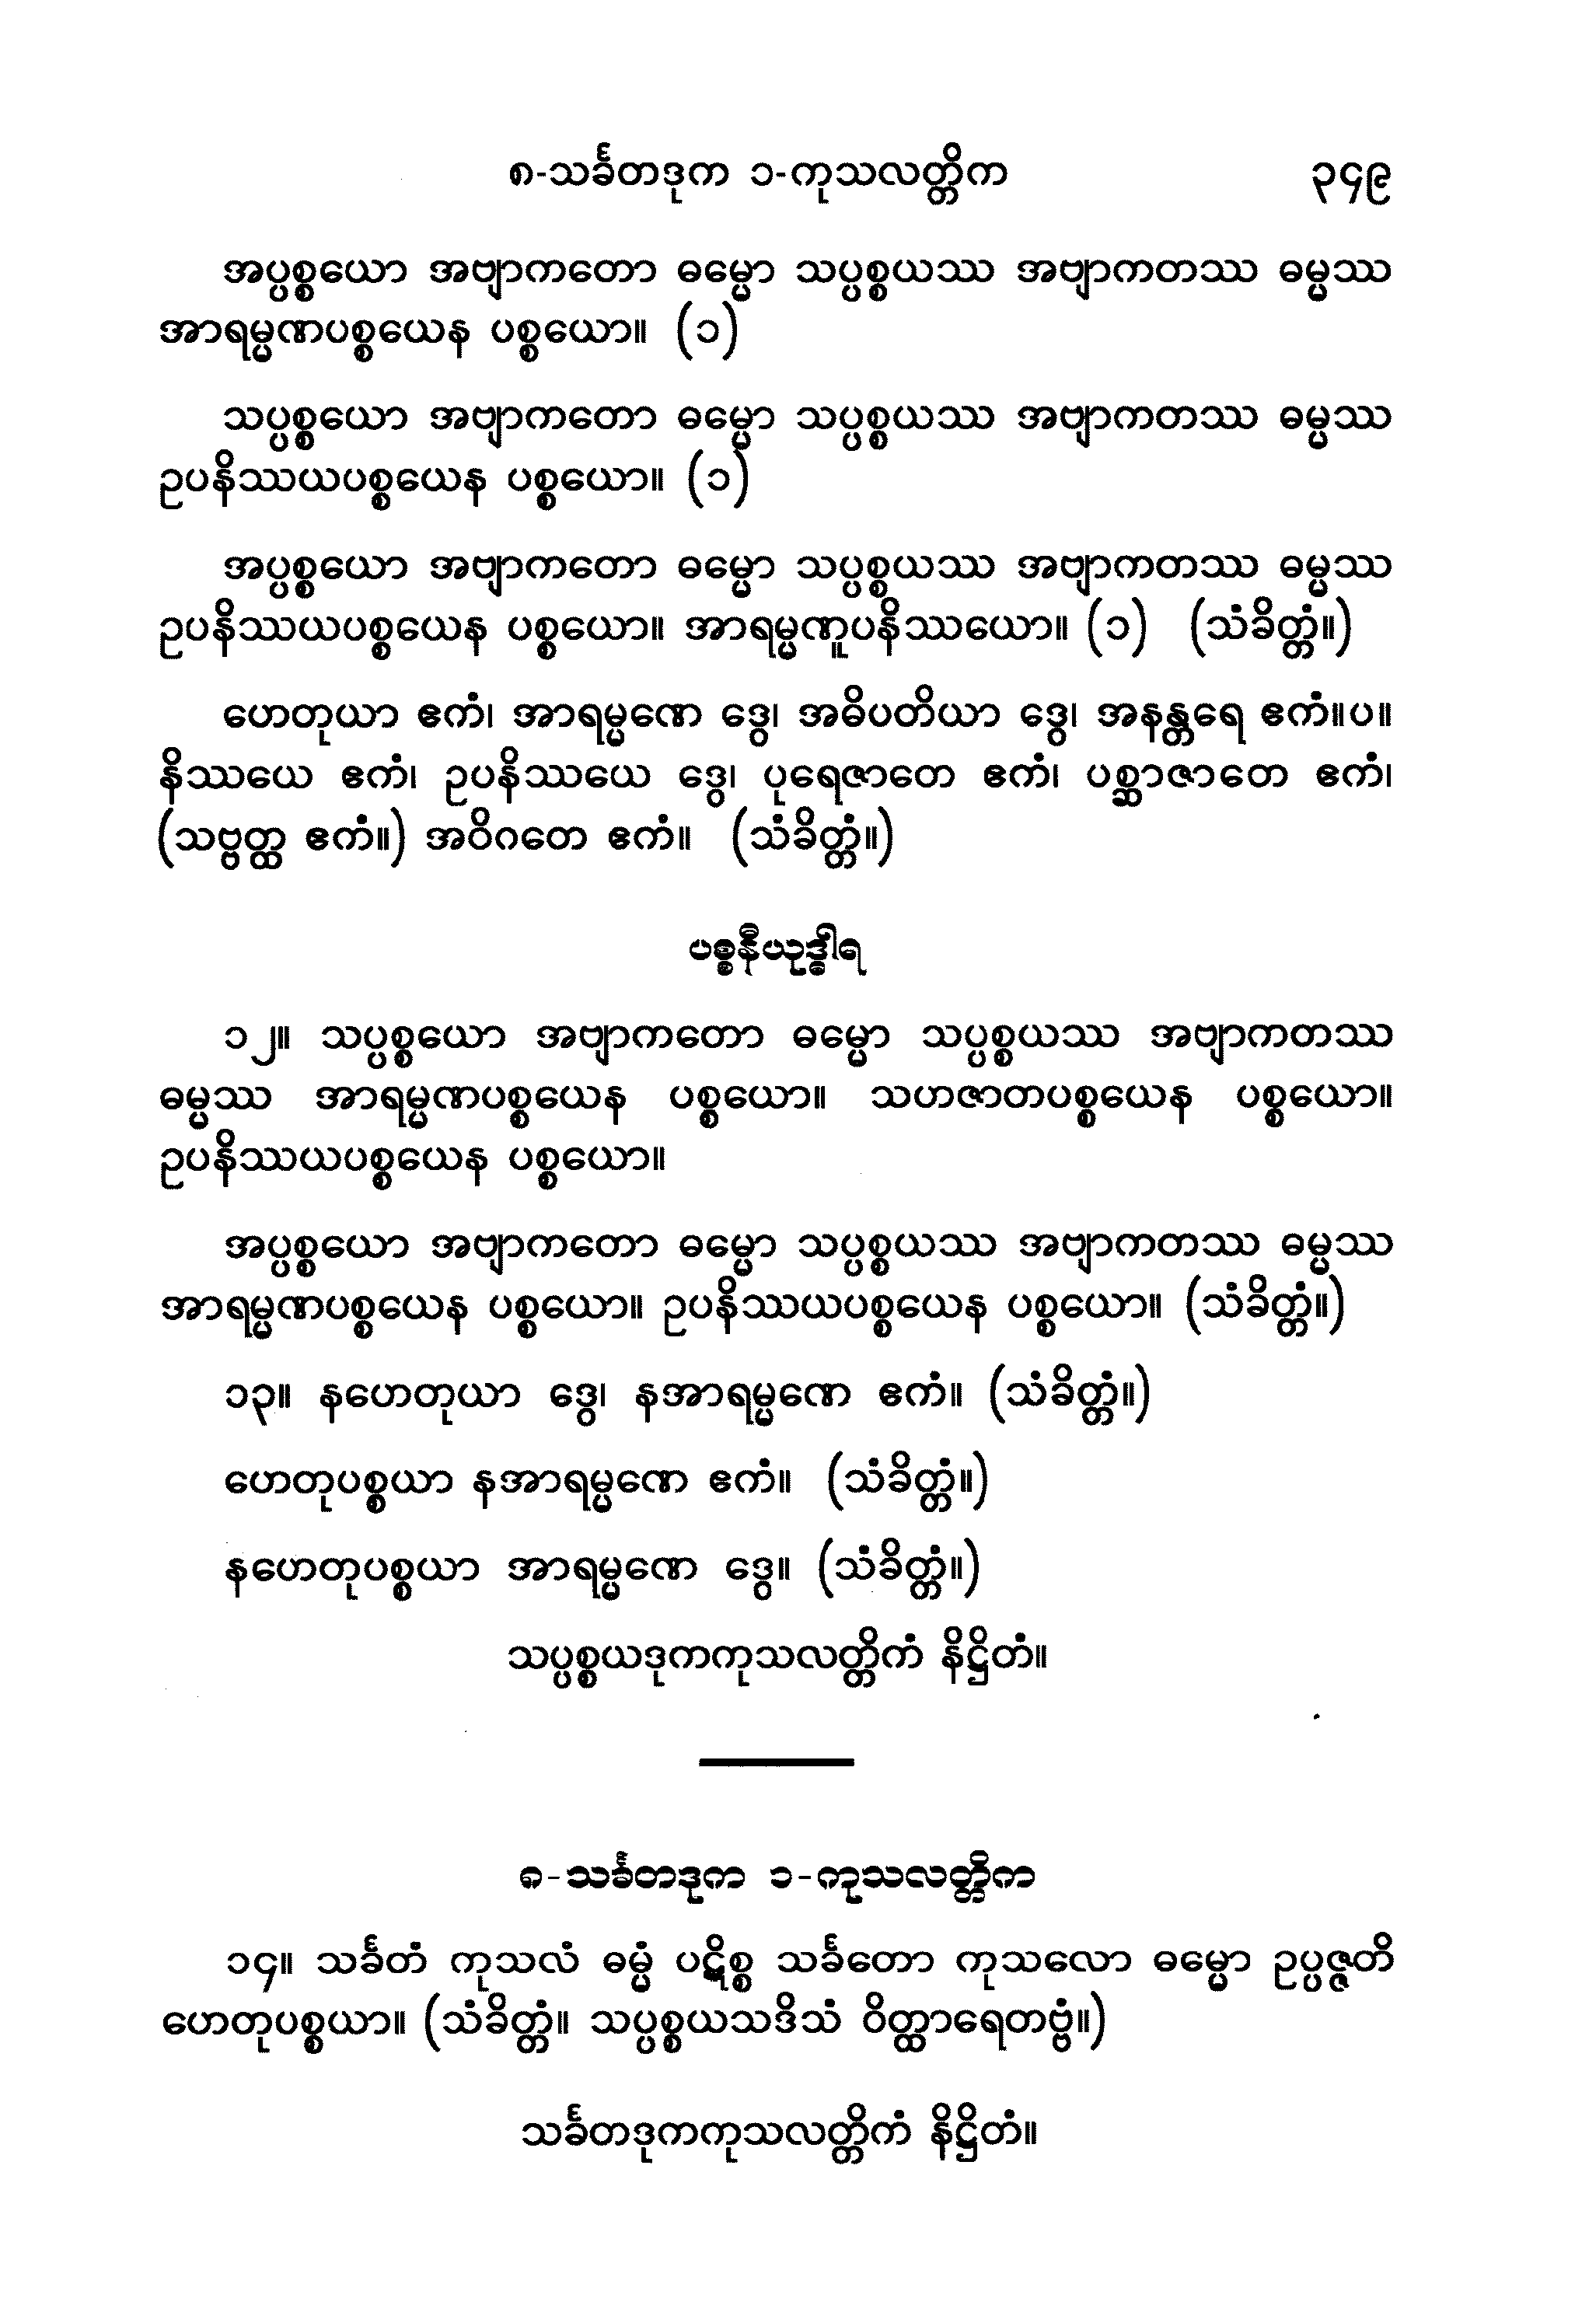 ၈-သင်္ခတဒုက ၁-ကုသလတ္တိက ၃၄၉
အပ္ပစ္စယော အဗျာကတော ဓမ္မော သပ္ပစ္စယဿ အဗျာကတဿ ဓမ္မဿ
အာရမ္မဏပစ္စယေန ပစ္စယော။ (၁)
သပ္ပစ္စယော အဗျာကတော ဓမ္မော သပ္ပစ္စယဿ အဗျာကတဿ ဓမ္မဿ
ဥပနိဿယပစ္စယေန ပစ္စယော။ (၁)
အပ္ပစ္စယော အဗျာကတော ဓမ္မော သပ္ပစ္စယဿ အဗျာကတဿ ဓမ္မဿ
ဥပနိဿယပစ္စယေန ပစ္စယော။ အာရမ္မဏူပနိဿယော။ (၁) (သံခိတ္တံ။)
ဟေတုယာ ဧကံ၊ အာရမ္မဏေ ဒွေ၊ အဓိပတိယာ ဒွေ၊ အနန္တရေ ဧကံ။ပ။
နိဿယေ ဧကံ၊ ဥပနိဿယေ ဒွေ၊ ပုရေဇာတေ ဧကံ၊ ပစ္ဆာဇာတေ ဧကံ၊
(သဗ္ဗတ္ထ ဧကံ။) အဝိဂတေ ဧကံ။ (သံခိတ္တံ။)
ပစ္စနီယုဒ္ဓါရ
၁၂။ သပ္ပစ္စယော အဗျာကတော ဓမ္မော သပ္ပစ္စယဿ အဗျာကတဿ
ဓမ္မဿ အာရမ္မဏပစ္စယေန ပစ္စယော။ သဟဇာတပစ္စယေန ပစ္စယော။
ဥပနိဿယပစ္စယေန ပစ္စယော။
အပ္ပစ္စယော အဗျာကတော ဓမ္မော သပ္ပစ္စယဿ အဗျာကတဿ ဓမ္မဿ
အာရမ္မဏပစ္စယေန ပစ္စယော။ ဥပနိဿယပစ္စယေန ပစ္စယော။ (သံခိတ္တံ။)
၁၃။ နဟေတုယာ ဒွေ၊ နအာရမ္မဏေ ဧကံ။ (သံခိတ္တံ။)
ဟေတုပစ္စယာ နအာရမ္မဏေ ဧကံ။ (သံခိတ္တံ။)
နဟေတုပစ္စယာ အာရမ္မဏေ ဒွေ။ (သံခိတ္တံ။)
သပ္ပစ္စယဒုကကုသလတ္တိကံ နိဋ္ဌိတံ။
၈-သင်္ခတဒုက ၁-ကုသလတ္တိက
၁၄။ သင်္ခတံ ကုသလံ ဓမ္မံ ပဋိစ္စ သင်္ခတော ကုသလော ဓမ္မော ဥပ္ပဇ္ဇတိ
ဟေတုပစ္စယာ။ (သံခိတ္တံ။ သပ္ပစ္စယသဒိသံ ဝိတ္ထာရေတဗ္ဗံ။)
သင်္ခတဒုကကုသလတ္တိကံ နိဋ္ဌိတံ။